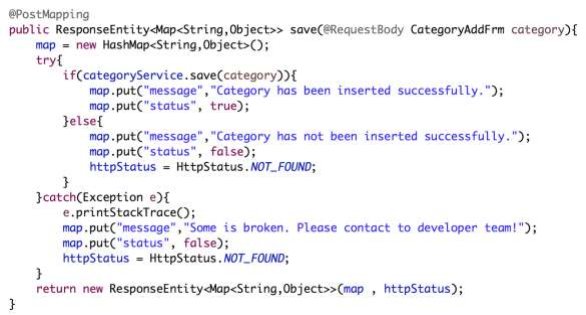 @PostMapping
public ResponseEntity<Map<String,Object>> save(@RequestBody CategoryAddFrm category){
    map = new HashMap<String,Object>();
    try{
        if(categoryService.save(category)){
            map.put("message","Category has been inserted successfully.");
            map.put("status", true);
        }else{
            map.put("message","Category has not been inserted successfully.");
            map.put("status", false);
            httpStatus = HttpStatus.NOT_FOUND;
        }
    }catch(Exception e){
        e.printStackTrace();
        map.put("message","Some is broken. Please contact to developer team!");
        map.put("status", false);
        httpStatus = HttpStatus.NOT_FOUND;
    }
    return new ResponseEntity<Map<String,Object>>(map , httpStatus);
}